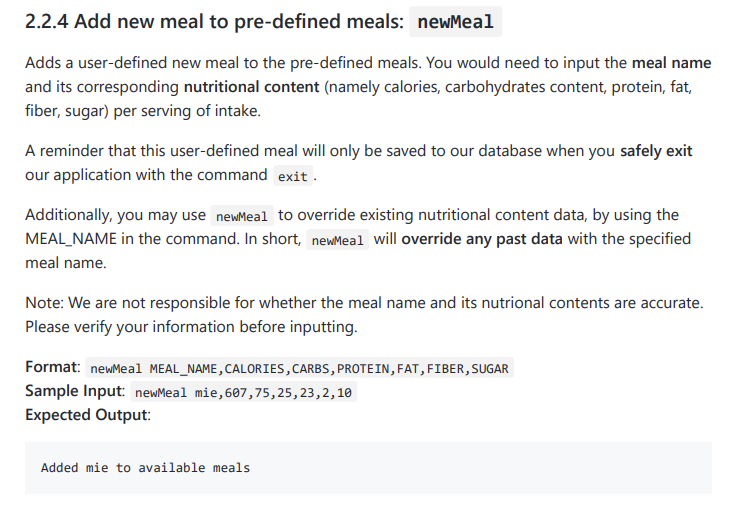 2.2.4 Add new meal to pre-defined meals: newMeal
Adds a user-defined new meal to the pre-defined meals. You would need to input the meal name
and its corresponding nutritional content (namely calories, carbohydrates content, protein, fat,
fiber, sugar) per serving of intake.
A reminder that this user-defined meal will only be saved to our database when you safely exit
our application with the command exit.
Additionally, you may use newMeal to override existing nutritional content data, by using the
MEAL_NAME in the command. In short, newMeal will override any past data with the specified
meal name.
Note: We are not responsible for whether the meal name and its nutrional contents are accurate.
Please verify your information before inputting.
Format: newMeal MEAL_NAME,CALORIES,CARBS,PROTEIN,FAT,FIBER,SUGAR
Sample Input: newMeal mie,607,75,25,23,2,10
Expected Output:
Added mie to available meals